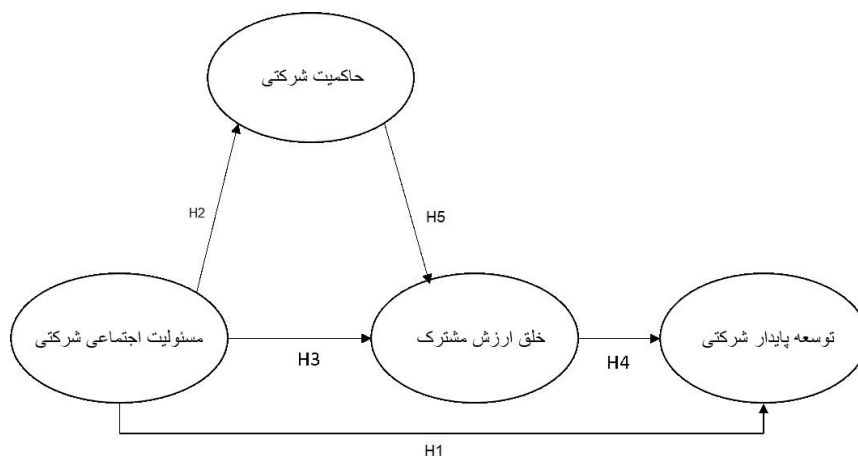 حاکمیت شرکتی
H2
H5
مسئولیت اجتماعی شرکتی
خلق ارزش مشترک
توسعه پایدار شرکتی
H3
H4
H1